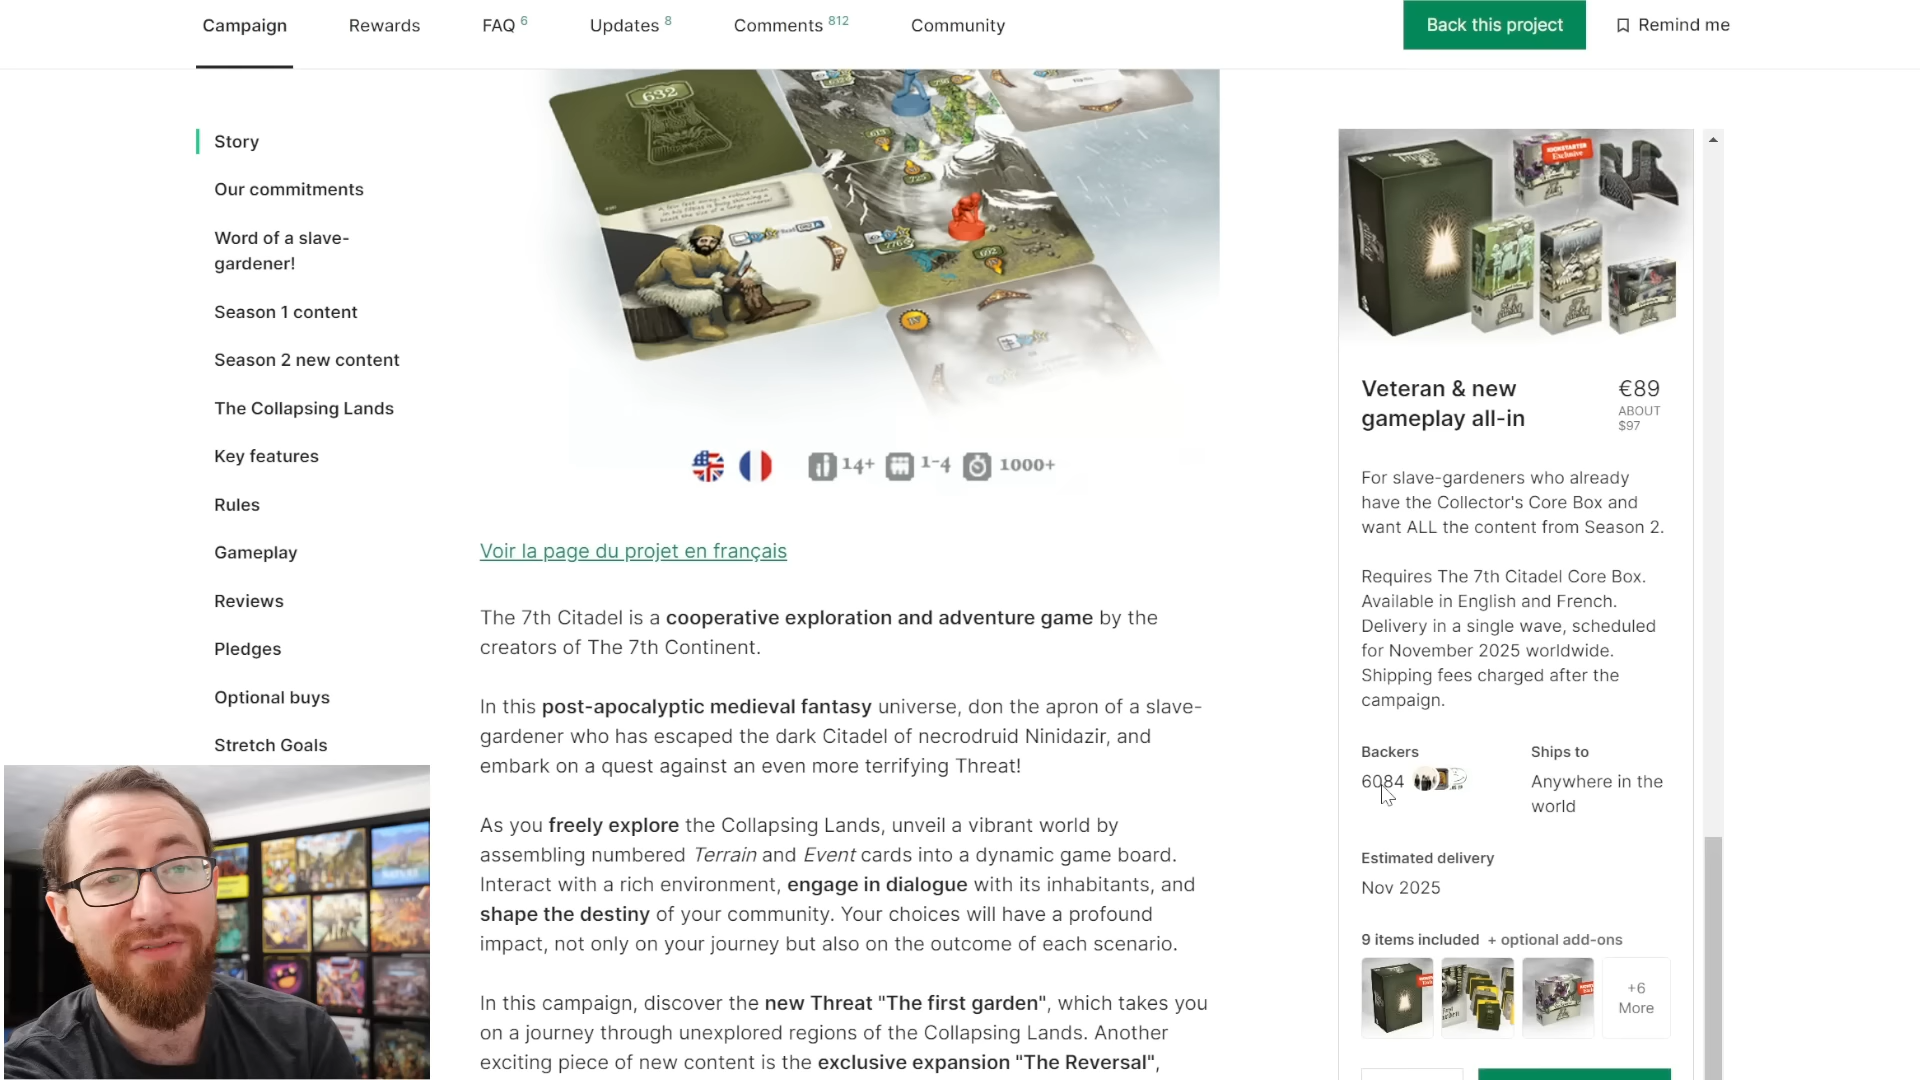 Campaign
Rewards
FAQ 6
Updates 8
Comments 812
Community
Back this project
Remind me
Story
Our commitments
Word of a slave-
gardener!
Season 1 content
Season 2 new content
The Collapsing Lands
Key features
Rules
Gameplay
Reviews
Pledges
Optional buys
Stretch Goals
632
14+
1-4
1000+
Voir la page du projet en français
The 7th Citadel is a cooperative exploration and adventure game by the
creators of The 7th Continent.
In this post-apocalyptic medieval fantasy universe, don the apron of a slave-
gardener who has escaped the dark Citadel of necrodruid Ninidazir, and
embark on a quest against an even more terrifying Threat!
As you freely explore the Collapsing Lands, unveil a vibrant world by
assembling numbered Terrain and Event cards into a dynamic game board.
Interact with a rich environment, engage in dialogue with its inhabitants, and
shape the destiny of your community. Your choices will have a profound
impact, not only on your journey but also on the outcome of each scenario.
In this campaign, discover the new Threat "The first garden", which takes you
on a journey through unexplored regions of the Collapsing Lands. Another
exciting piece of new content is the exclusive expansion "The Reversal",
KICKSTARTER
Exclusive
Veteran & new
gameplay all-in
€89
ABOUT
$97
For slave-gardeners who already
have the Collector's Core Box and
want ALL the content from Season 2.
Requires The 7th Citadel Core Box.
Available in English and French.
Delivery in a single wave, scheduled
for November 2025 worldwide.
Shipping fees charged after the
campaign.
Backers
6084
Ships to
Anywhere in the
world
Estimated delivery
Nov 2025
9 items included + optional add-ons
+6
More